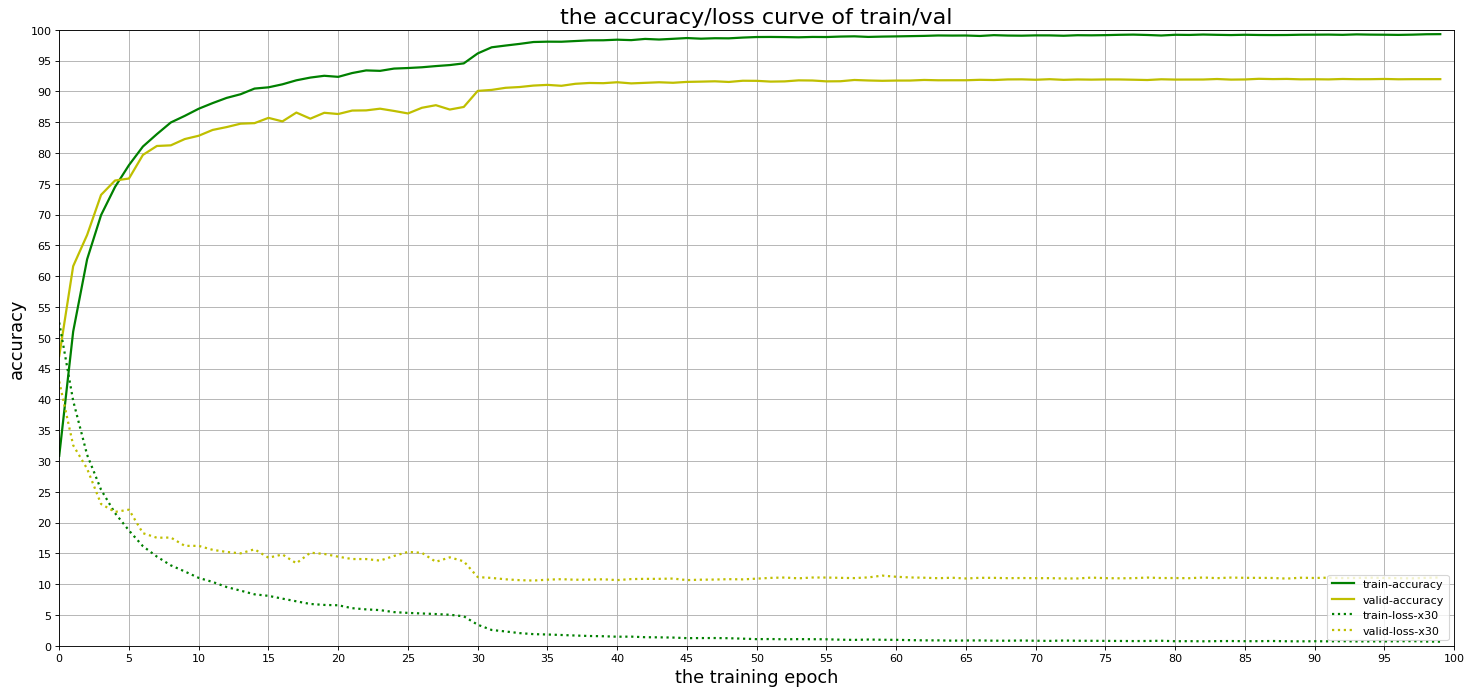 the accuracy/loss curve of train/val
100
95
90
85
80
75
70
65
60
55
50
45
40
35
30
25
20
15
10
5
0
accuracy
train-accuracy
valid-accuracy
train-loss-x30
valid-loss-x30
0 5 10 15 20 25 30 35 40 45 50 55 60 65 70 75 80 85 90 95 100
the training epoch